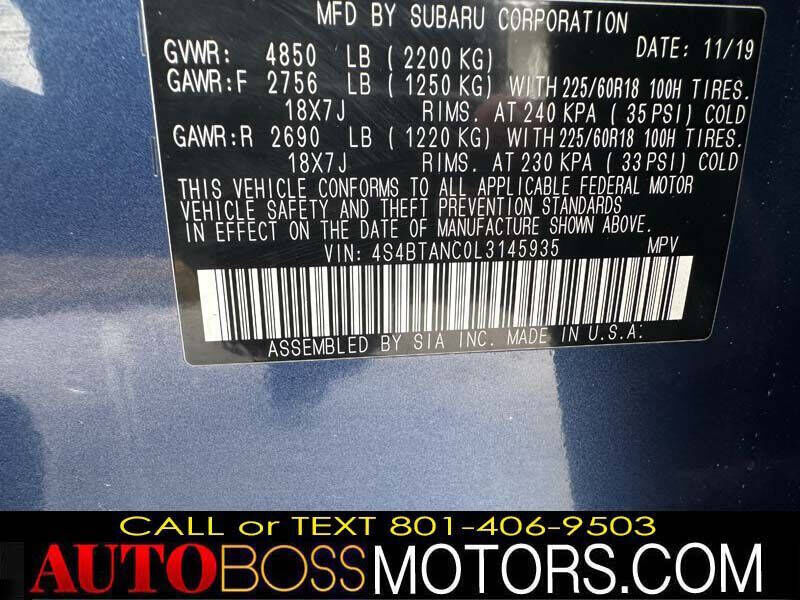 MFD BY SUBARU CORPORATION
GVWR: 4850 LB ( 2200 KG) DATE: 11/19
GAWR:F 2756 LB ( 1250 KG) WITH 225/60R18 100H TIRES.
18X7J RIMS. AT 240 KPA ( 35 PSI) COLD
GAWR:R 2690 LB ( 1220 KG) WITH 225/60R18 100H TIRES.
18X7J RIMS. AT 230 KPA ( 33 PSI) COLD
THIS VEHICLE CONFORMS TO ALL APPLICABLE FEDERAL MOTOR
VEHICLE SAFETY AND THEFT PREVENTION STANDARDS
IN EFFECT ON THE DATE OF MANUFACTURE SHOWN ABOVE.
VIN: 4S4BTANC0L3145935 MPV
ASSEMBLED BY SIA INC. MADE IN U.S.A:
CALL or TEXT 801-406-9503
AUTOBOSSMOTORS.COM